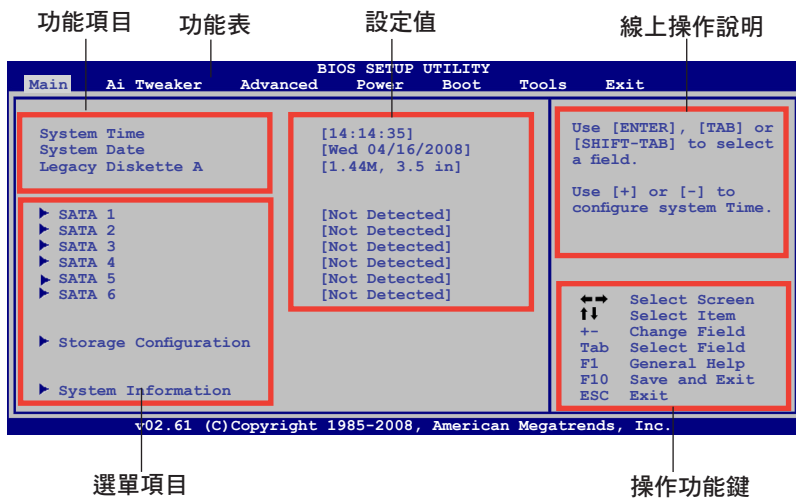 功能項目 功能表 設定值 線上操作說明
BIOS SETUP UTILITY
Main Ai Tweaker Advanced Power Boot Tools Exit
System Time [14:14:35]
System Date [Wed 04/16/2008]
Legacy Diskette A [1.44M, 3.5 in]
SATA 1 [Not Detected]
SATA 2 [Not Detected]
SATA 3 [Not Detected]
SATA 4 [Not Detected]
SATA 5 [Not Detected]
SATA 6 [Not Detected]
Storage Configuration
System Information
Use [ENTER], [TAB] or
[SHIFT-TAB] to select
a field.
Use [+] or [-] to
configure system Time.
←→ Select Screen
↑↓ Select Item
+- Change Field
Tab Select Field
F1 General Help
F10 Save and Exit
ESC Exit
v02.61 (C)Copyright 1985-2008, American Megatrends, Inc.
選單項目 操作功能鍵